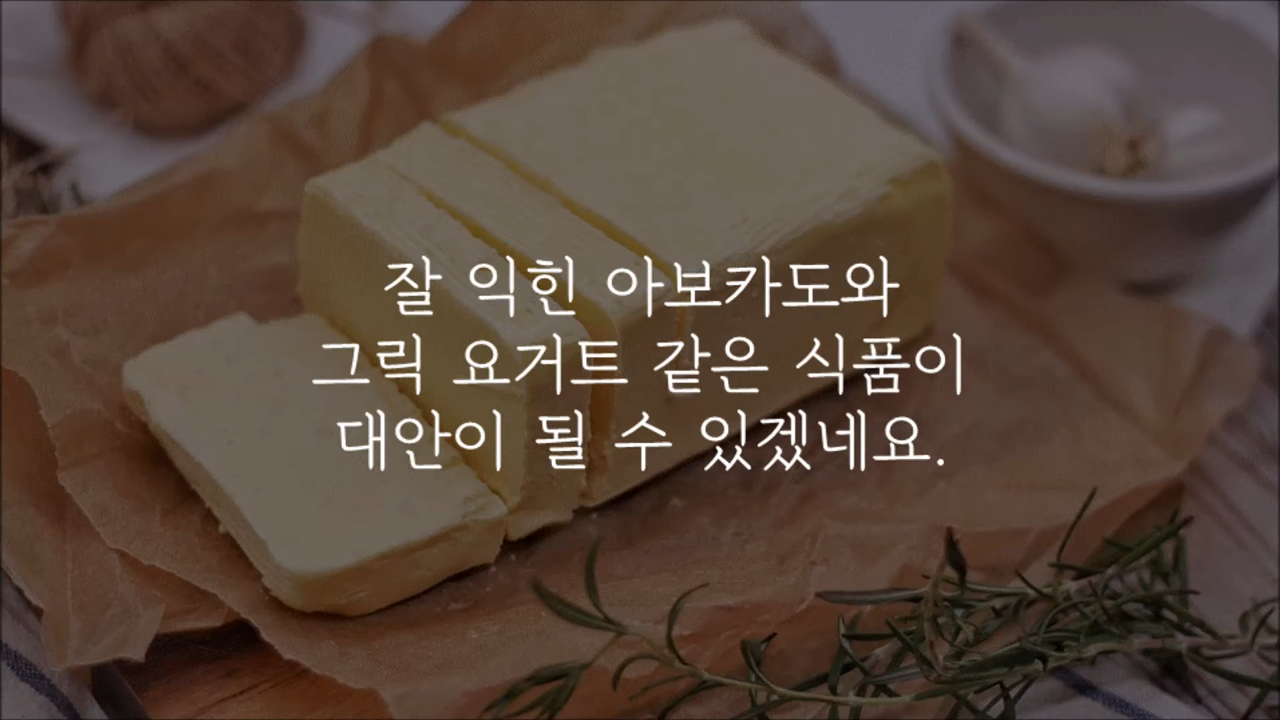 잘 익힌 아보카도와
그릭 요거트 같은 식품이
대안이 될 수 있겠네요.